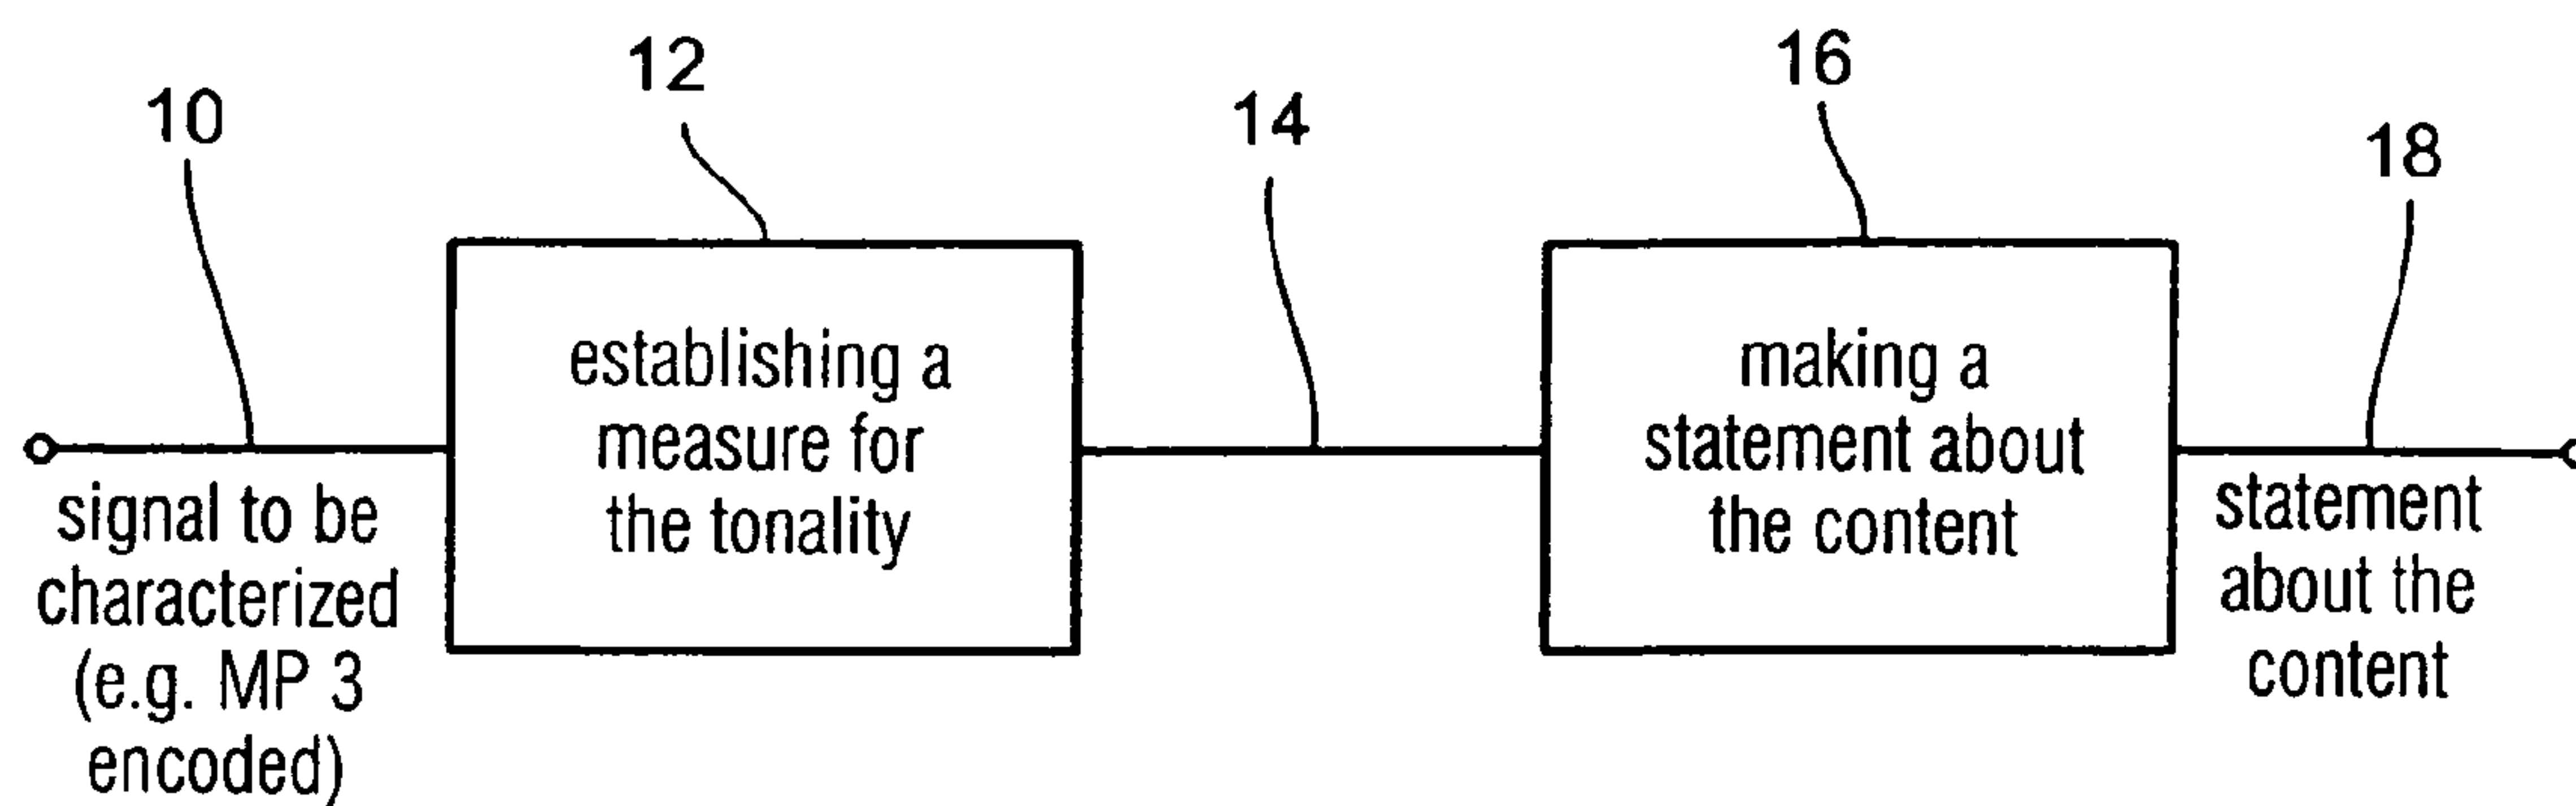 10
12
14
16
18
signal to be
characterized
(e.g. MP 3
encoded)
establishing a
measure for
the tonality
making a
statement about
the content
statement
about the
content